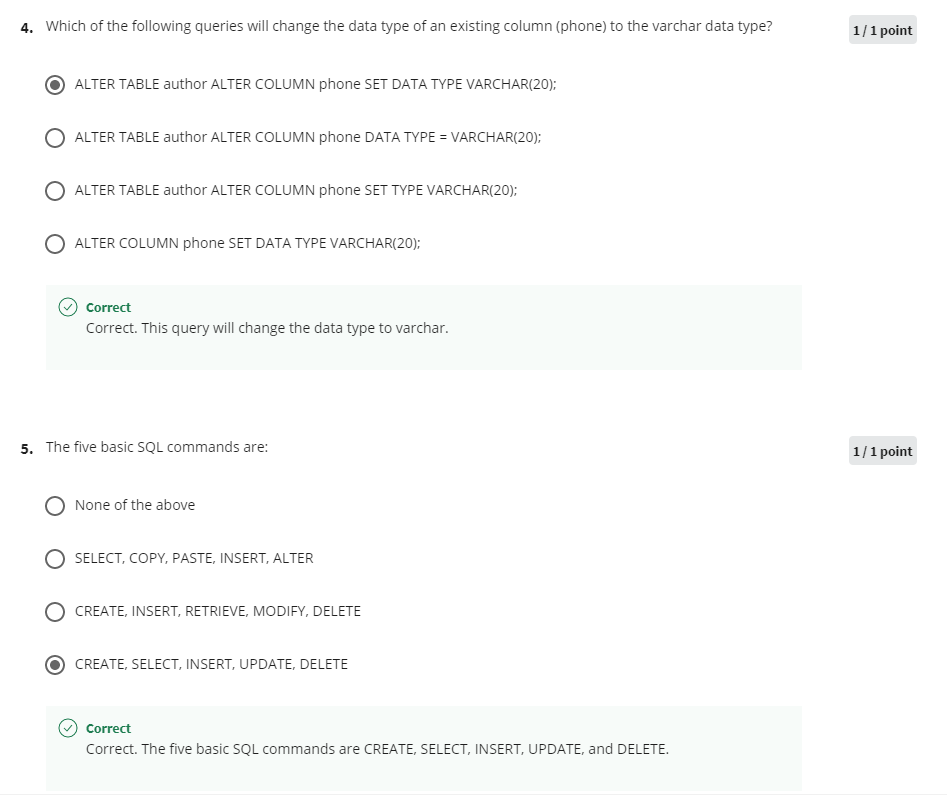 4. Which of the following queries will change the data type of an existing column (phone) to the varchar data type?
1 / 1 point
ALTER TABLE author ALTER COLUMN phone SET DATA TYPE VARCHAR(20);
ALTER TABLE author ALTER COLUMN phone DATA TYPE = VARCHAR(20);
ALTER TABLE author ALTER COLUMN phone SET TYPE VARCHAR(20);
ALTER COLUMN phone SET DATA TYPE VARCHAR(20);
Correct
Correct. This query will change the data type to varchar.
5. The five basic SQL commands are:
1 / 1 point
None of the above
SELECT, COPY, PASTE, INSERT, ALTER
CREATE, INSERT, RETRIEVE, MODIFY, DELETE
CREATE, SELECT, INSERT, UPDATE, DELETE
Correct
Correct. The five basic SQL commands are CREATE, SELECT, INSERT, UPDATE, and DELETE.